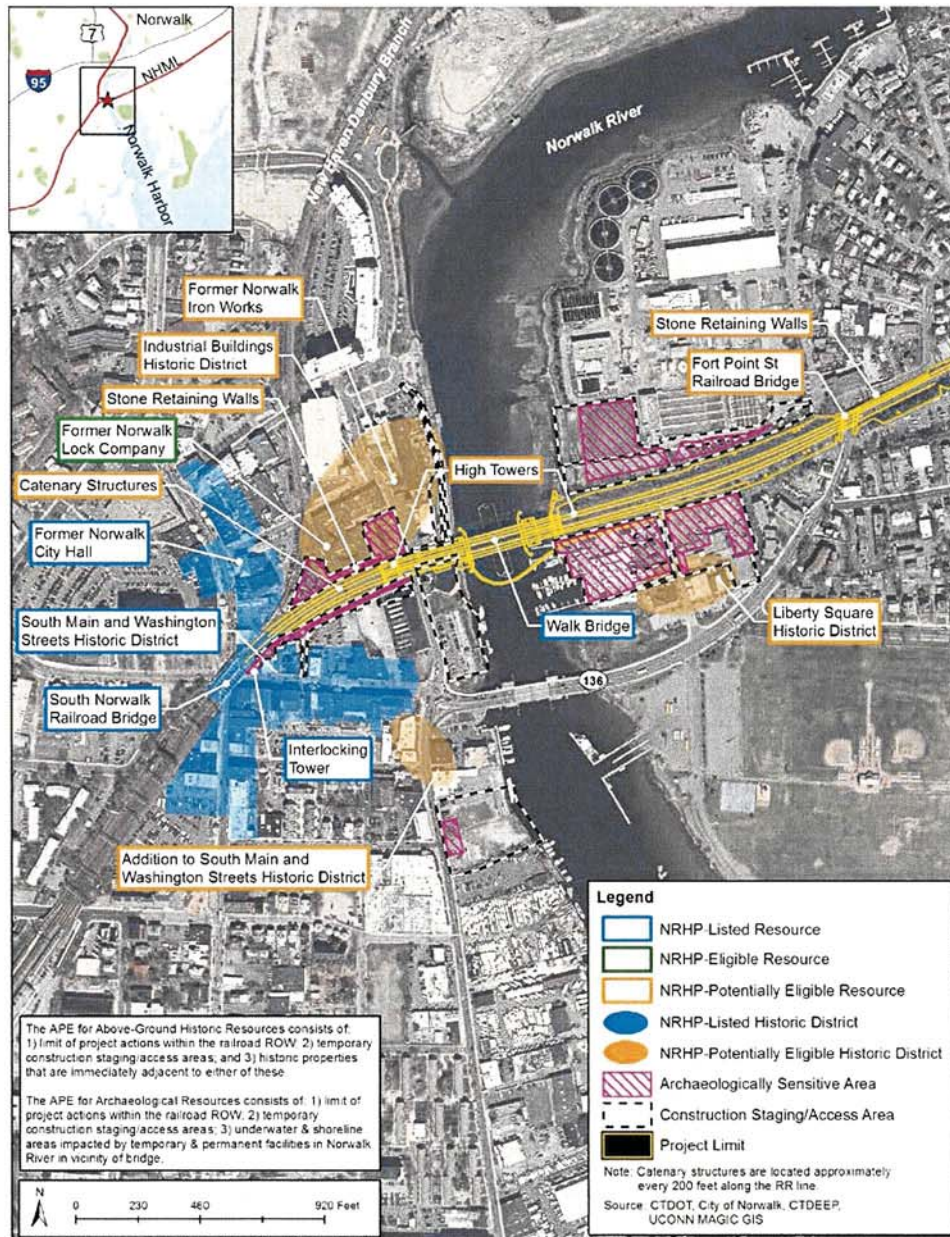 Norwalk
7
NHML
95
Norwalk Harbor
New Haven Danbury Branch
Norwalk River
Former Norwalk
Iron Works
Industrial Buildings
Historic District
Stone Retaining Walls
Former Norwalk
Lock Company
Catenary Structures
Former Norwalk
City Hall
South Main and Washington
Streets Historic District
South Norwalk
Railroad Bridge
Interlocking
Tower
Addition to South Main and
Washington Streets Historic District
High Towers
Walk Bridge
136
Stone Retaining Walls
Fort Point St
Railroad Bridge
Liberty Square
Historic District
The APE for Above-Ground Historic Resources consists of:
1) limit of project actions within the railroad ROW; 2) temporary
construction staging/access areas; and 3) historic properties
that are immediately adjacent to either of these
The APE for Archaeological Resources consists of: 1) limit of
project actions within the railroad ROW; 2) temporary
construction staging/access areas; 3) underwater & shoreline
areas impacted by temporary & permanent facilities in Norwalk
River in vicinity of bridge.
N
0 230 460 920 Feet
Legend
NRHP-Listed Resource
NRHP-Eligible Resource
NRHP-Potentially Eligible Resource
NRHP-Listed Historic District
NRHP-Potentially Eligible Historic District
Archaeologically Sensitive Area
Construction Staging/Access Area
Project Limit
Note: Catenary structures are located approximately
every 200 feet along the RR line.
Source: CTDOT, City of Norwalk, CTDEEP,
UCONN MAGIC GIS